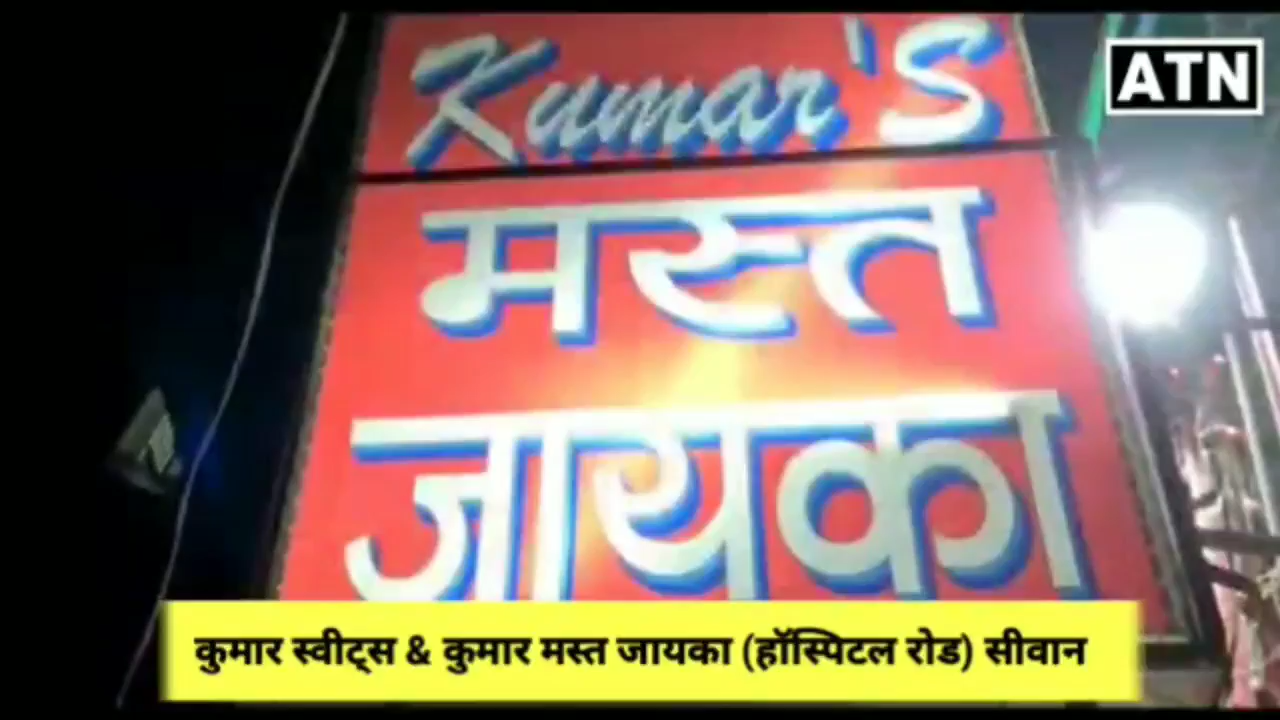 ATN
Kumar'S
मस्त
जायका
कुमार स्वीट्स & कुमार मस्त जायका (हॉस्पिटल रोड) सीवान